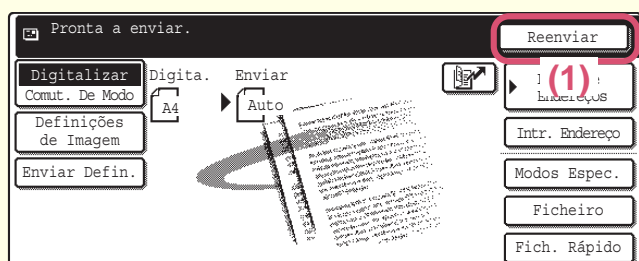 Pronta a enviar.
Reenviar
Digitalizar
Comut. De Modo
Digita.
Enviar
A4
Auto
(1)
Endereços
Definições
de Imagem
Intr. Endereço
Enviar Defin.
Modos Espec.
Ficheiro
Fich. Rápido